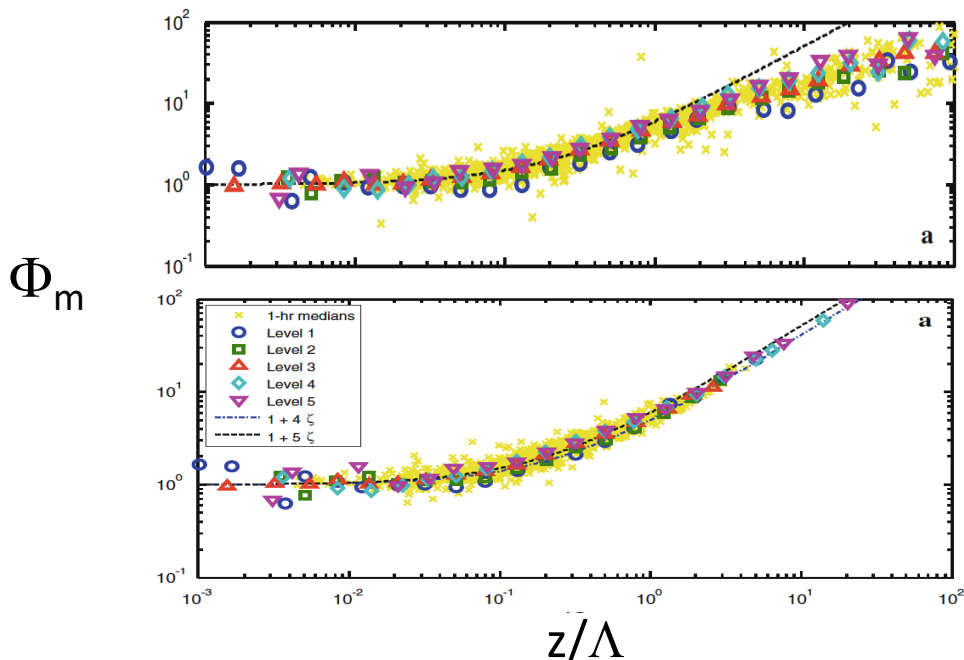 10²
10¹
10⁰
10⁻¹
a
Φm
10²
10¹
10⁰
10⁻¹
a
1-hr medians
Level 1
Level 2
Level 3
Level 4
Level 5
1 + 4 ζ
1 + 5 ζ
10⁻³ 10⁻² 10⁻¹ 10⁰ 10¹ 10²
z/Λ